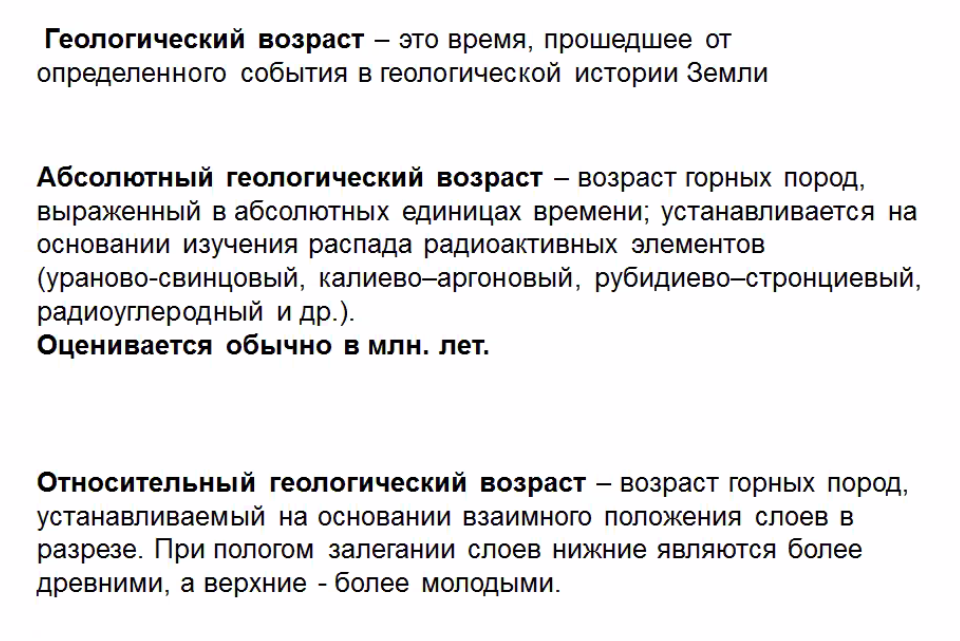 Геологический возраст – это время, прошедшее от
определенного события в геологической истории Земли
Абсолютный геологический возраст – возраст горных пород,
выраженный в абсолютных единицах времени; устанавливается на
основании изучения распада радиоактивных элементов
(ураново-свинцовый, калиево–аргоновый, рубидиево–стронциевый,
радиоуглеродный и др.).
Оценивается обычно в млн. лет.
Относительный геологический возраст – возраст горных пород,
устанавливаемый на основании взаимного положения слоев в
разрезе. При пологом залегании слоев нижние являются более
древними, а верхние - более молодыми.